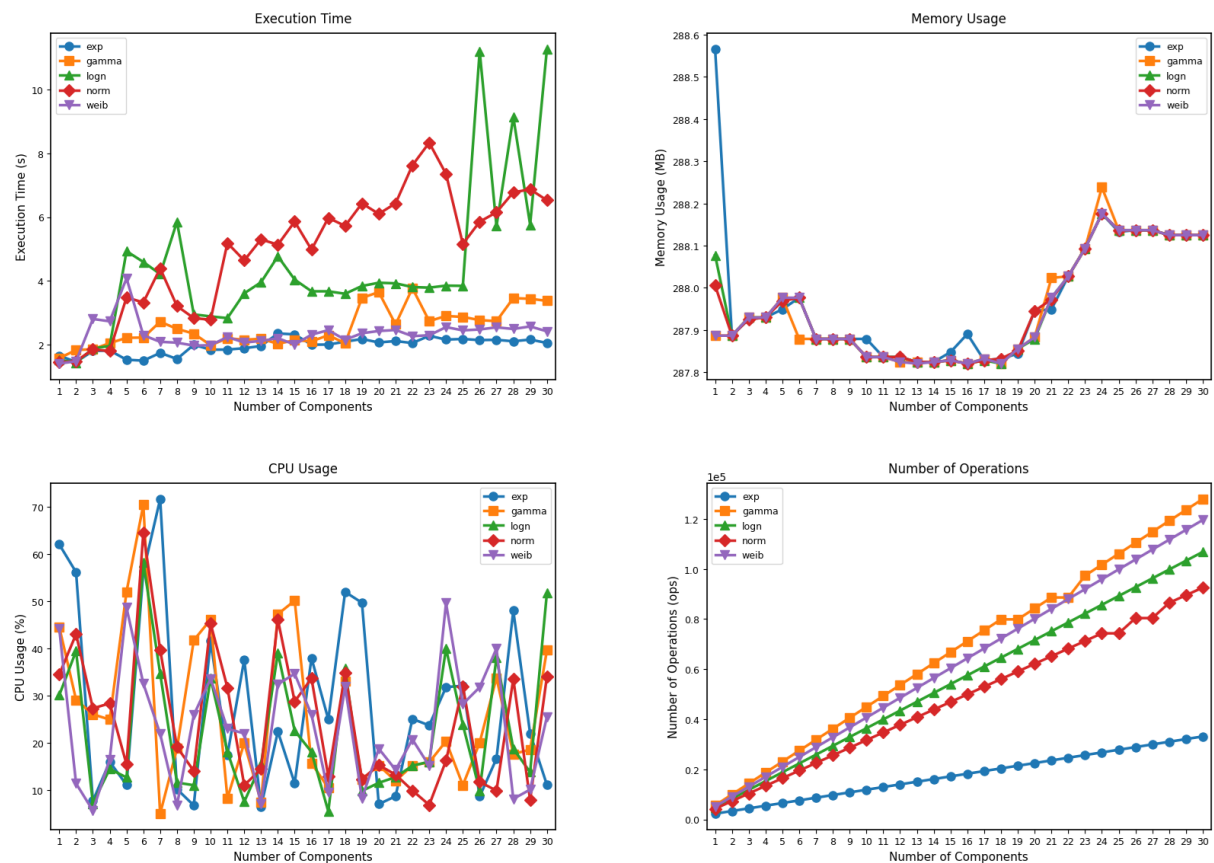 Execution Time
Execution Time (s)
10
8
6
4
2
exp
gamma
logn
norm
weib
1 2 3 4 5 6 7 8 9 10 11 12 13 14 15 16 17 18 19 20 21 22 23 24 25 26 27 28 29 30
Number of Components
Memory Usage
Memory Usage (MB)
288.6
288.5
288.4
288.3
288.2
288.1
288.0
287.9
287.8
exp
gamma
logn
norm
weib
1 2 3 4 5 6 7 8 9 10 11 12 13 14 15 16 17 18 19 20 21 22 23 24 25 26 27 28 29 30
Number of Components
CPU Usage
CPU Usage (%)
70
60
50
40
30
20
10
exp
gamma
logn
norm
weib
1 2 3 4 5 6 7 8 9 10 11 12 13 14 15 16 17 18 19 20 21 22 23 24 25 26 27 28 29 30
Number of Components
Number of Operations
1e5
Number of Operations (ops)
1.2
1.0
0.8
0.6
0.4
0.2
0.0
exp
gamma
logn
norm
weib
1 2 3 4 5 6 7 8 9 10 11 12 13 14 15 16 17 18 19 20 21 22 23 24 25 26 27 28 29 30
Number of Components